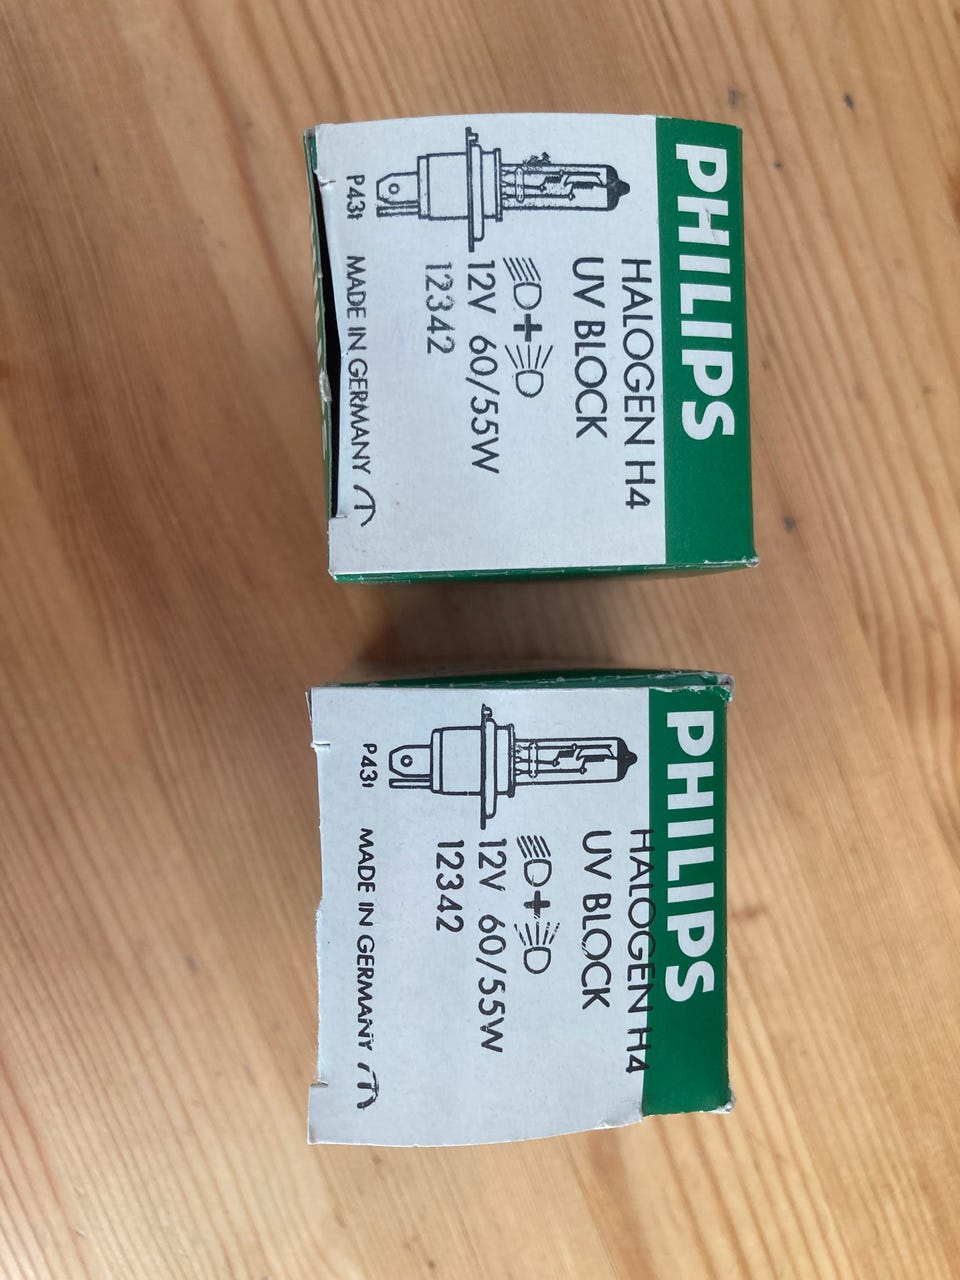 PHILIPS
HALOGEN H4
UV BLOCK
12V 60/55W
12342
P43t MADE IN GERMANY
PHILIPS
HALOGEN H4
UV BLOCK
12V 60/55W
12342
P43t MADE IN GERMANY